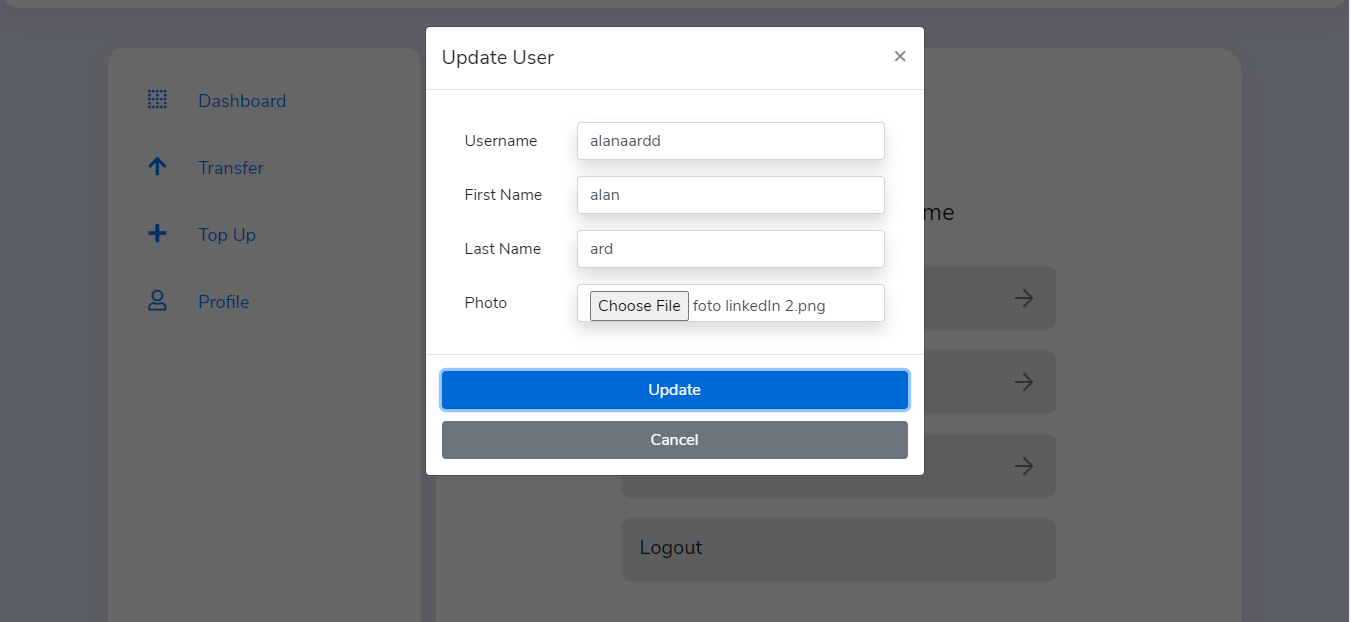 Update User
×
Dashboard
Transfer
Top Up
Profile
Username
alanaardd
First Name
alan
Last Name
ard
Photo
Choose File foto linkedIn 2.png
Update
Cancel
me
Logout